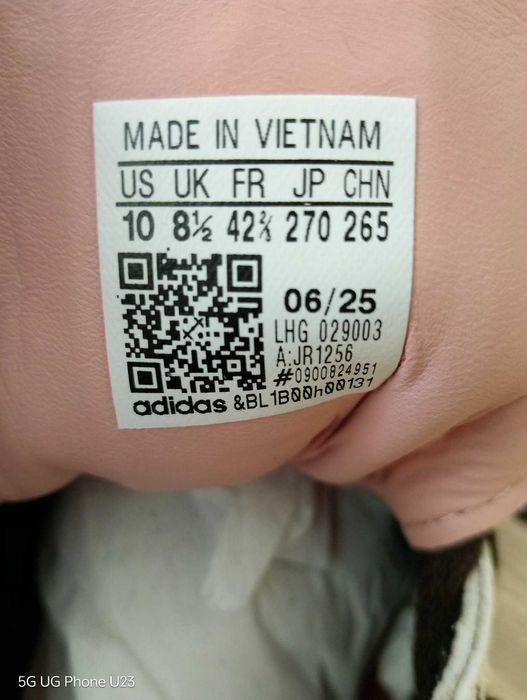 MADE IN VIETNAM
US UK FR JP CHN
10 8½ 42⅔ 270 265
06/25
LHG 029003
A:JR1256
#0900824951
adidas &BL1B00h00131
5G UG Phone U23